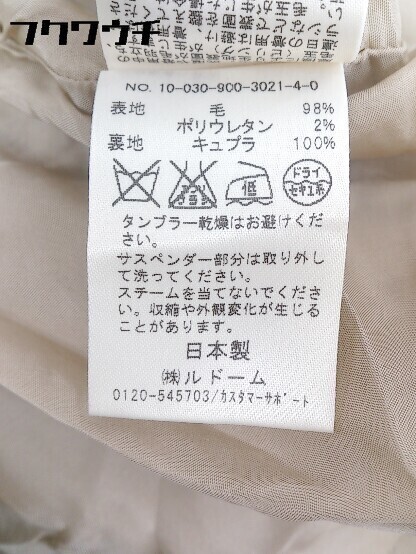 フクワウチ
NO. 10-030-900-3021-4-0
表地 毛 98%
ポリウレタン 2%
裏地 キュプラ 100%
低
ドライ
セキユ系
タンブラー乾燥はお避けくだ
さい。
サスペンダー部分は取り外し
て洗ってください。
スチームを当てないでくださ
い。収縮や外観変化が生じる
ことがあります。
日本製
㈱ルドーム
0120-545703/カスタマーサポート